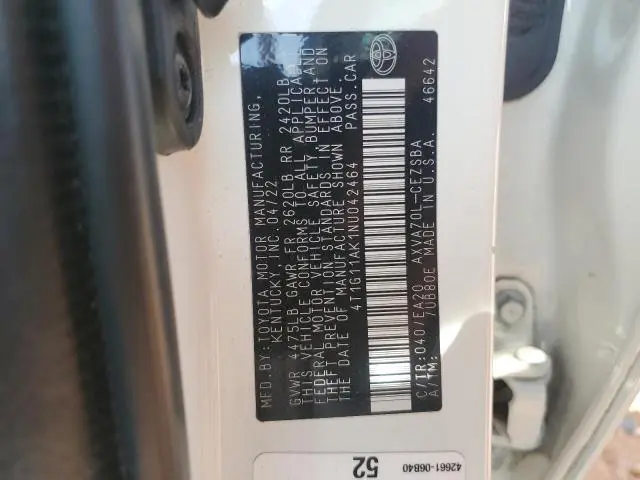 MFD.BY:TOYOTA MOTOR MANUFACTURING,
KENTUCKY,INC.04/22
GVWR 4475LB GAWR FR 2620LB RR 2420LB
THIS VEHICLE CONFORMS TO ALL APPLICABLE
FEDERAL MOTOR VEHICLE SAFETY, BUMPER,AND
THEFT PREVENTION STANDARDS IN EFFECT ON
THE DATE OF MANUFACTURE SHOWN ABOVE.
4T1G11AK1NU042464 PASS.CAR
C/TR:040/EA20 AXVA70L-CEZSBA
A/TM: /UB80E MADE IN U.S.A. 46642
52
42661-06B40